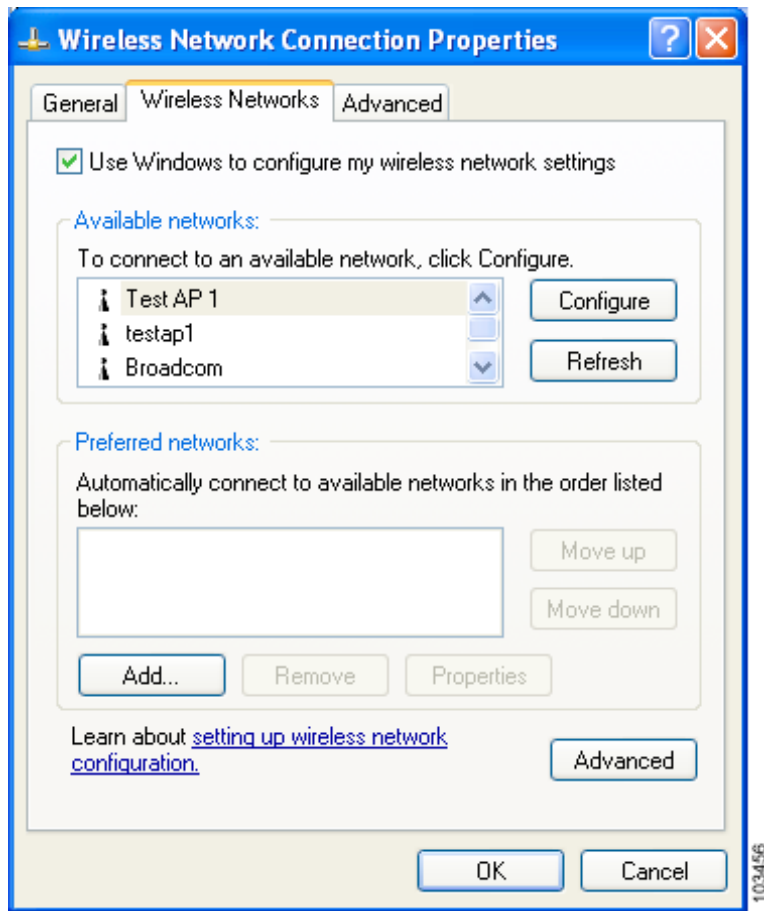 Wireless Network Connection Properties
?
General Wireless Networks Advanced
Use Windows to configure my wireless network settings
Available networks:
To connect to an available network, click Configure.
Test AP 1
testap1
Broadcom
Configure
Refresh
Preferred networks:
Automatically connect to available networks in the order listed
below:
Move up
Move down
Add... Remove Properties
Learn about setting up wireless network
configuration.
Advanced
OK Cancel
103456